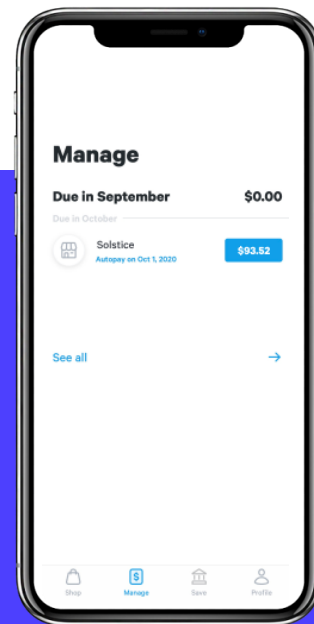 Manage
Due in September $0.00
Due in October
Solstice
Autopay on Oct 1, 2020
$93.52
See all
Shop Manage Save Profile